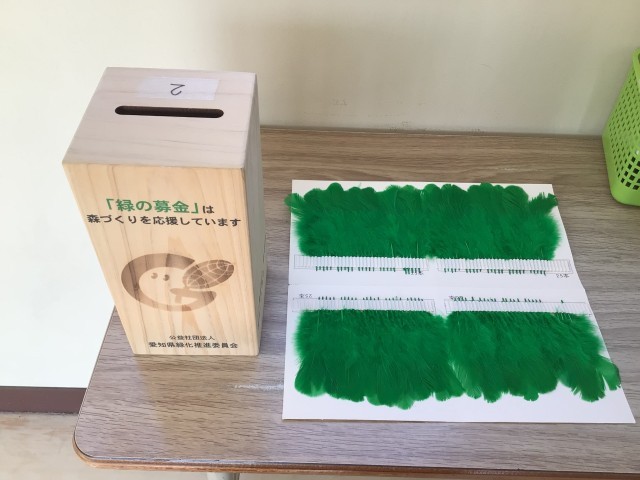 2
「緑の募金」は
森づくりを応援しています
公益社団法人
愛知県緑化推進委員会